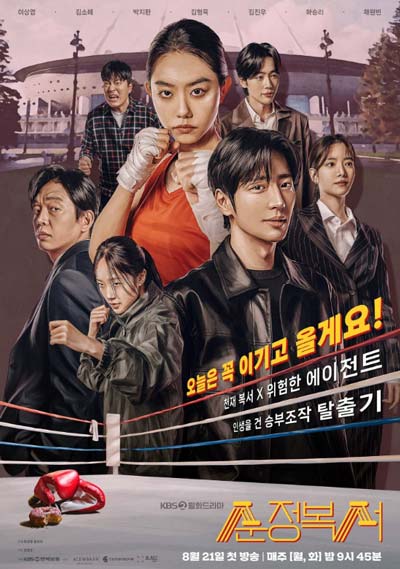 이상엽 김소혜 박지환 김형묵 김진우 하승리 채원빈
오늘은 꼭 이기고 올게요!
천재 복서 X 위험한 에이전트
인생을 건 승부조작 탈출기
KBS 2 월화드라마
순정복서
8월 21일 첫 방송 | 매주 [월, 화] 밤 9시 45분